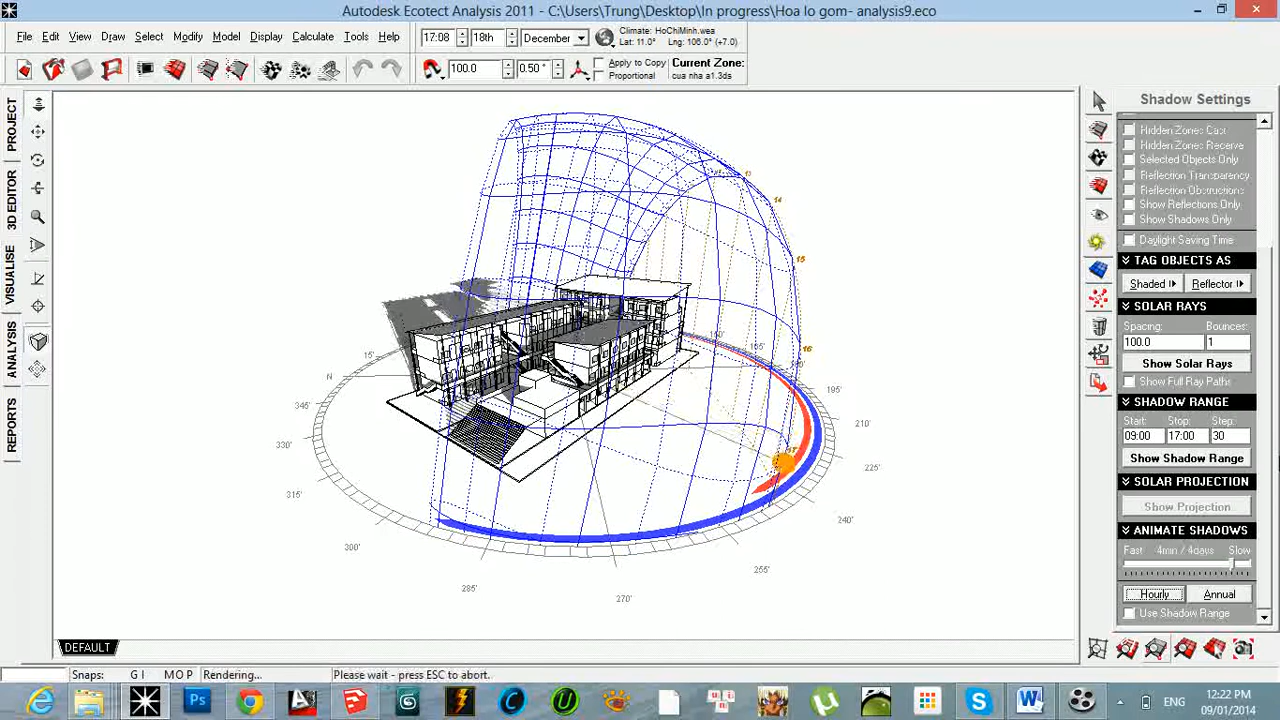 Autodesk Ecotect Analysis 2011 - C:\Users\Trung\Desktop\In progress\Hoa lo gom- analysis9.eco
File Edit View Draw Select Modify Model Display Calculate Tools Help
17:08 18th December
Climate: HoChiMinh.wea
Lat: 11.0° Lng: 106.0° (+7.0)
100.0 0.50 °
Apply to Copy
Proportional
Current Zone:
cua nha a1.3ds
PROJECT
3D EDITOR
VISUALISE
ANALYSIS
REPORTS
Shadow Settings
Hidden Zones Cast
Hidden Zones Receive
Selected Objects Only
Reflection Transparency
Reflection Obstructions
Show Reflections Only
Show Shadows Only
Daylight Saving Time
TAG OBJECTS AS
Shaded Reflector
SOLAR RAYS
Spacing: Bounces:
100.0 1
Show Solar Rays
Show Full Ray Paths
SHADOW RANGE
Start: Stop: Step:
09:00 17:00 30
Show Shadow Range
SOLAR PROJECTION
Show Projection
ANIMATE SHADOWS
Fast 4min / 4days Slow
Hourly Annual
Use Shadow Range
13
14
15
16
17
N
15°
345°
330°
315°
300°
285°
270°
255°
240°
225°
210°
195°
165°
150°
DEFAULT
Snaps: G I M O P Rendering... Please wait - press ESC to abort.
Ps
W
ENG
12:22 PM
09/01/2014